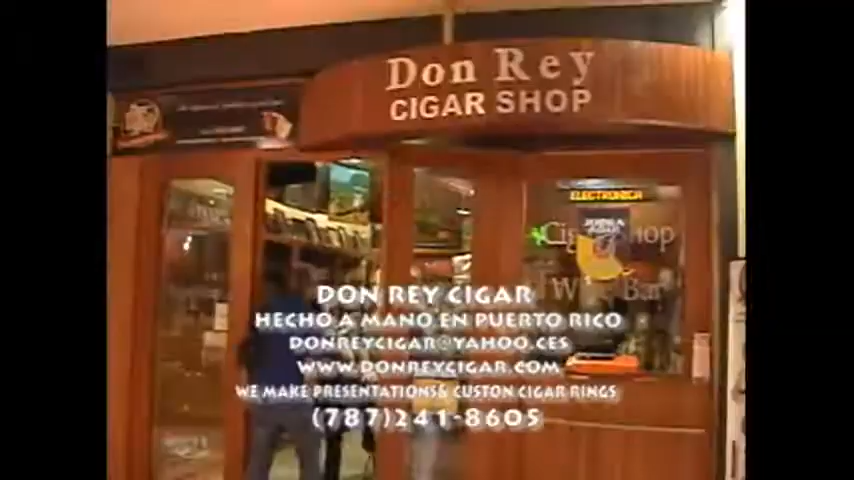 Don Rey
CIGAR SHOP
ELECTRONICA
Cigar Shop
Bar
DON REY CIGAR
HECHO A MANO EN PUERTO RICO
DONREYCIGAR@YAHOO.CES
WWW.DONREYCIGAR.COM
WE MAKE PRESENTATIONS& CUSTON CIGAR RINGS
(787)241-8605